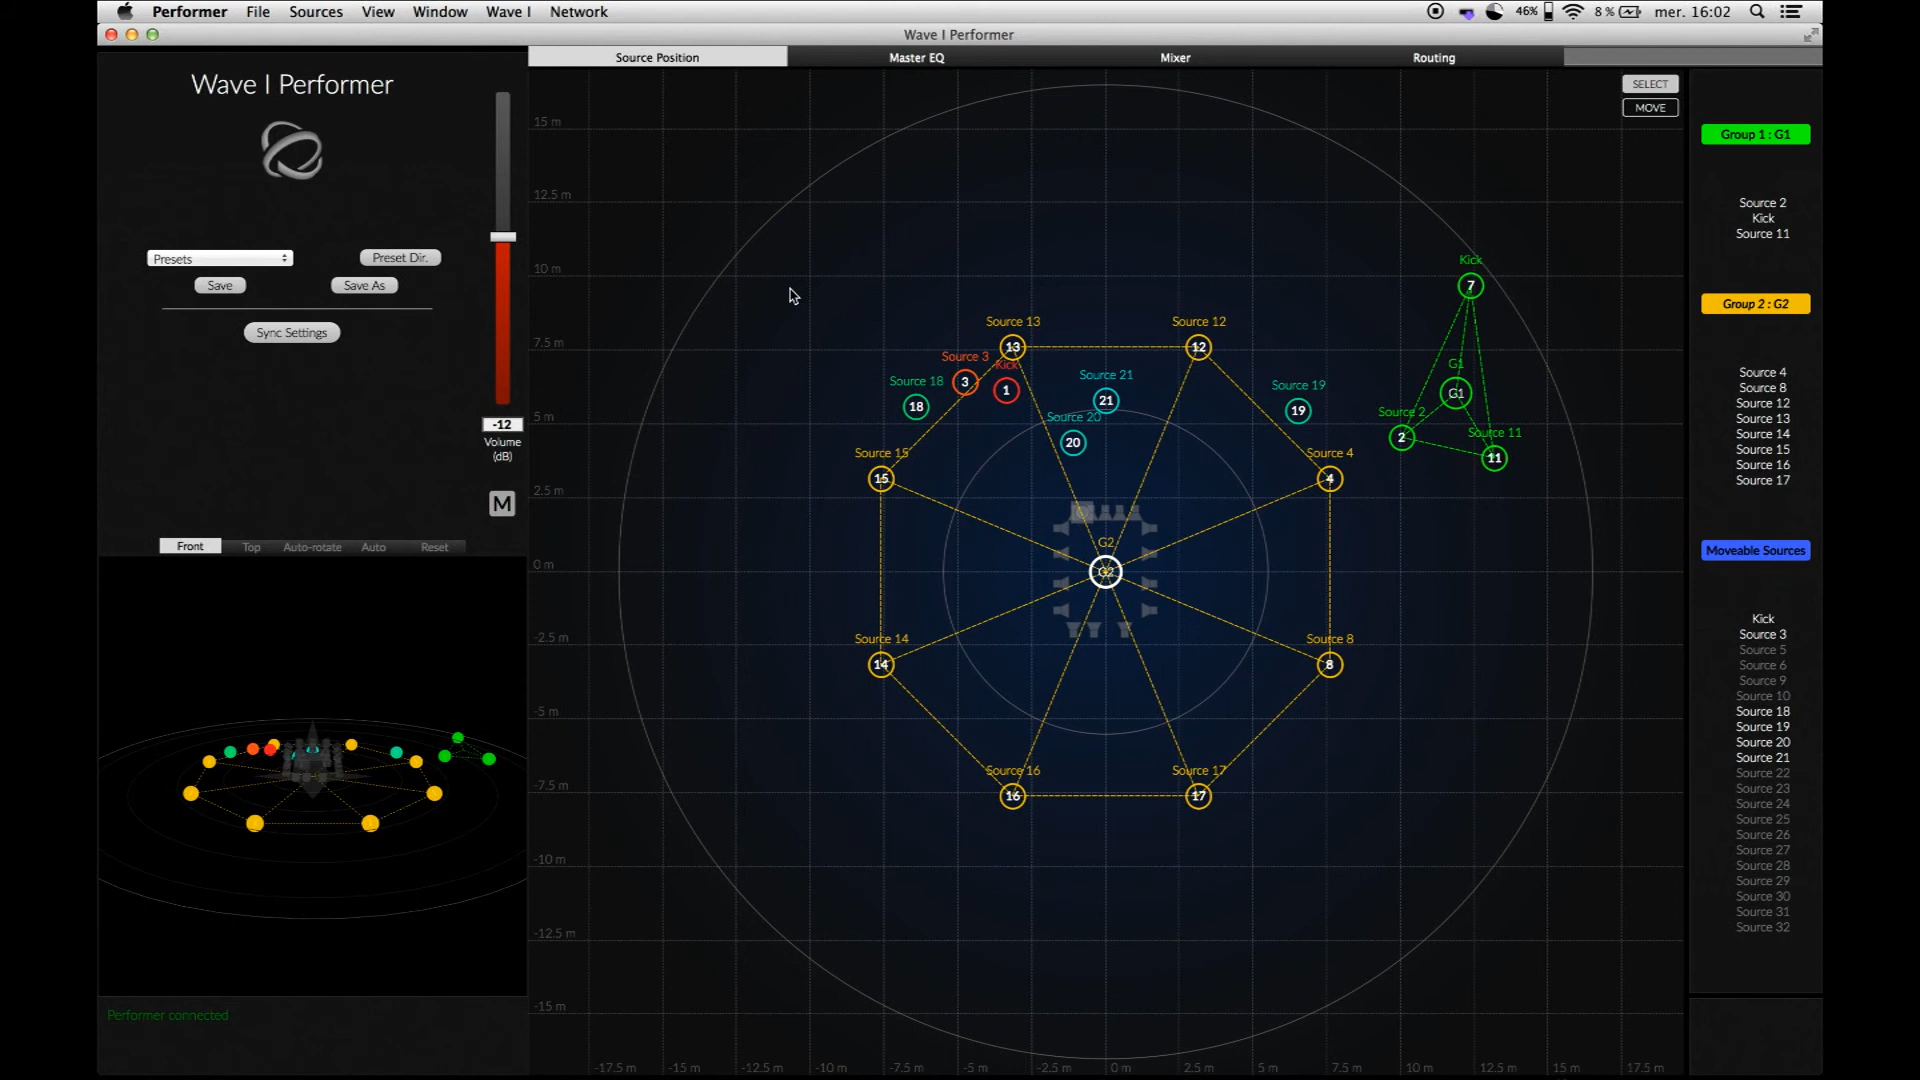 Performer File Sources View Window Wave I Network
46% 8% mer. 16:02
Wave I Performer
Source Position Master EQ Mixer Routing
Wave I Performer
Presets
Preset Dir.
Save
Save As
Sync Settings
-12
Volume
(dB)
M
Front Top Auto-rotate Auto Reset
Performer connected
SELECT
MOVE
15 m
12.5 m
10 m
7.5 m
5 m
2.5 m
0 m
-2.5 m
-5 m
-7.5 m
-10 m
-12.5 m
-15 m
-17.5 m -15 m -12.5 m -10 m -7.5 m -5 m -2.5 m 0 m 2.5 m 5 m 7.5 m 10 m 12.5 m 15 m 17.5 m
Kick
7
Source 13
13
Source 12
12
Source 3
3
Kick
1
Source 18
18
Source 21
21
Source 19
19
Source 20
20
G1
G1
Source 2
2
Source 11
11
Source 15
15
Source 4
4
G2
G2
Source 14
14
Source 8
8
Source 16
16
Source 17
17
Group 1 : G1
Source 2
Kick
Source 11
Group 2 : G2
Source 4
Source 8
Source 12
Source 13
Source 14
Source 15
Source 16
Source 17
Moveable Sources
Kick
Source 3
Source 5
Source 6
Source 9
Source 10
Source 18
Source 19
Source 20
Source 21
Source 22
Source 23
Source 24
Source 25
Source 26
Source 27
Source 28
Source 29
Source 30
Source 31
Source 32